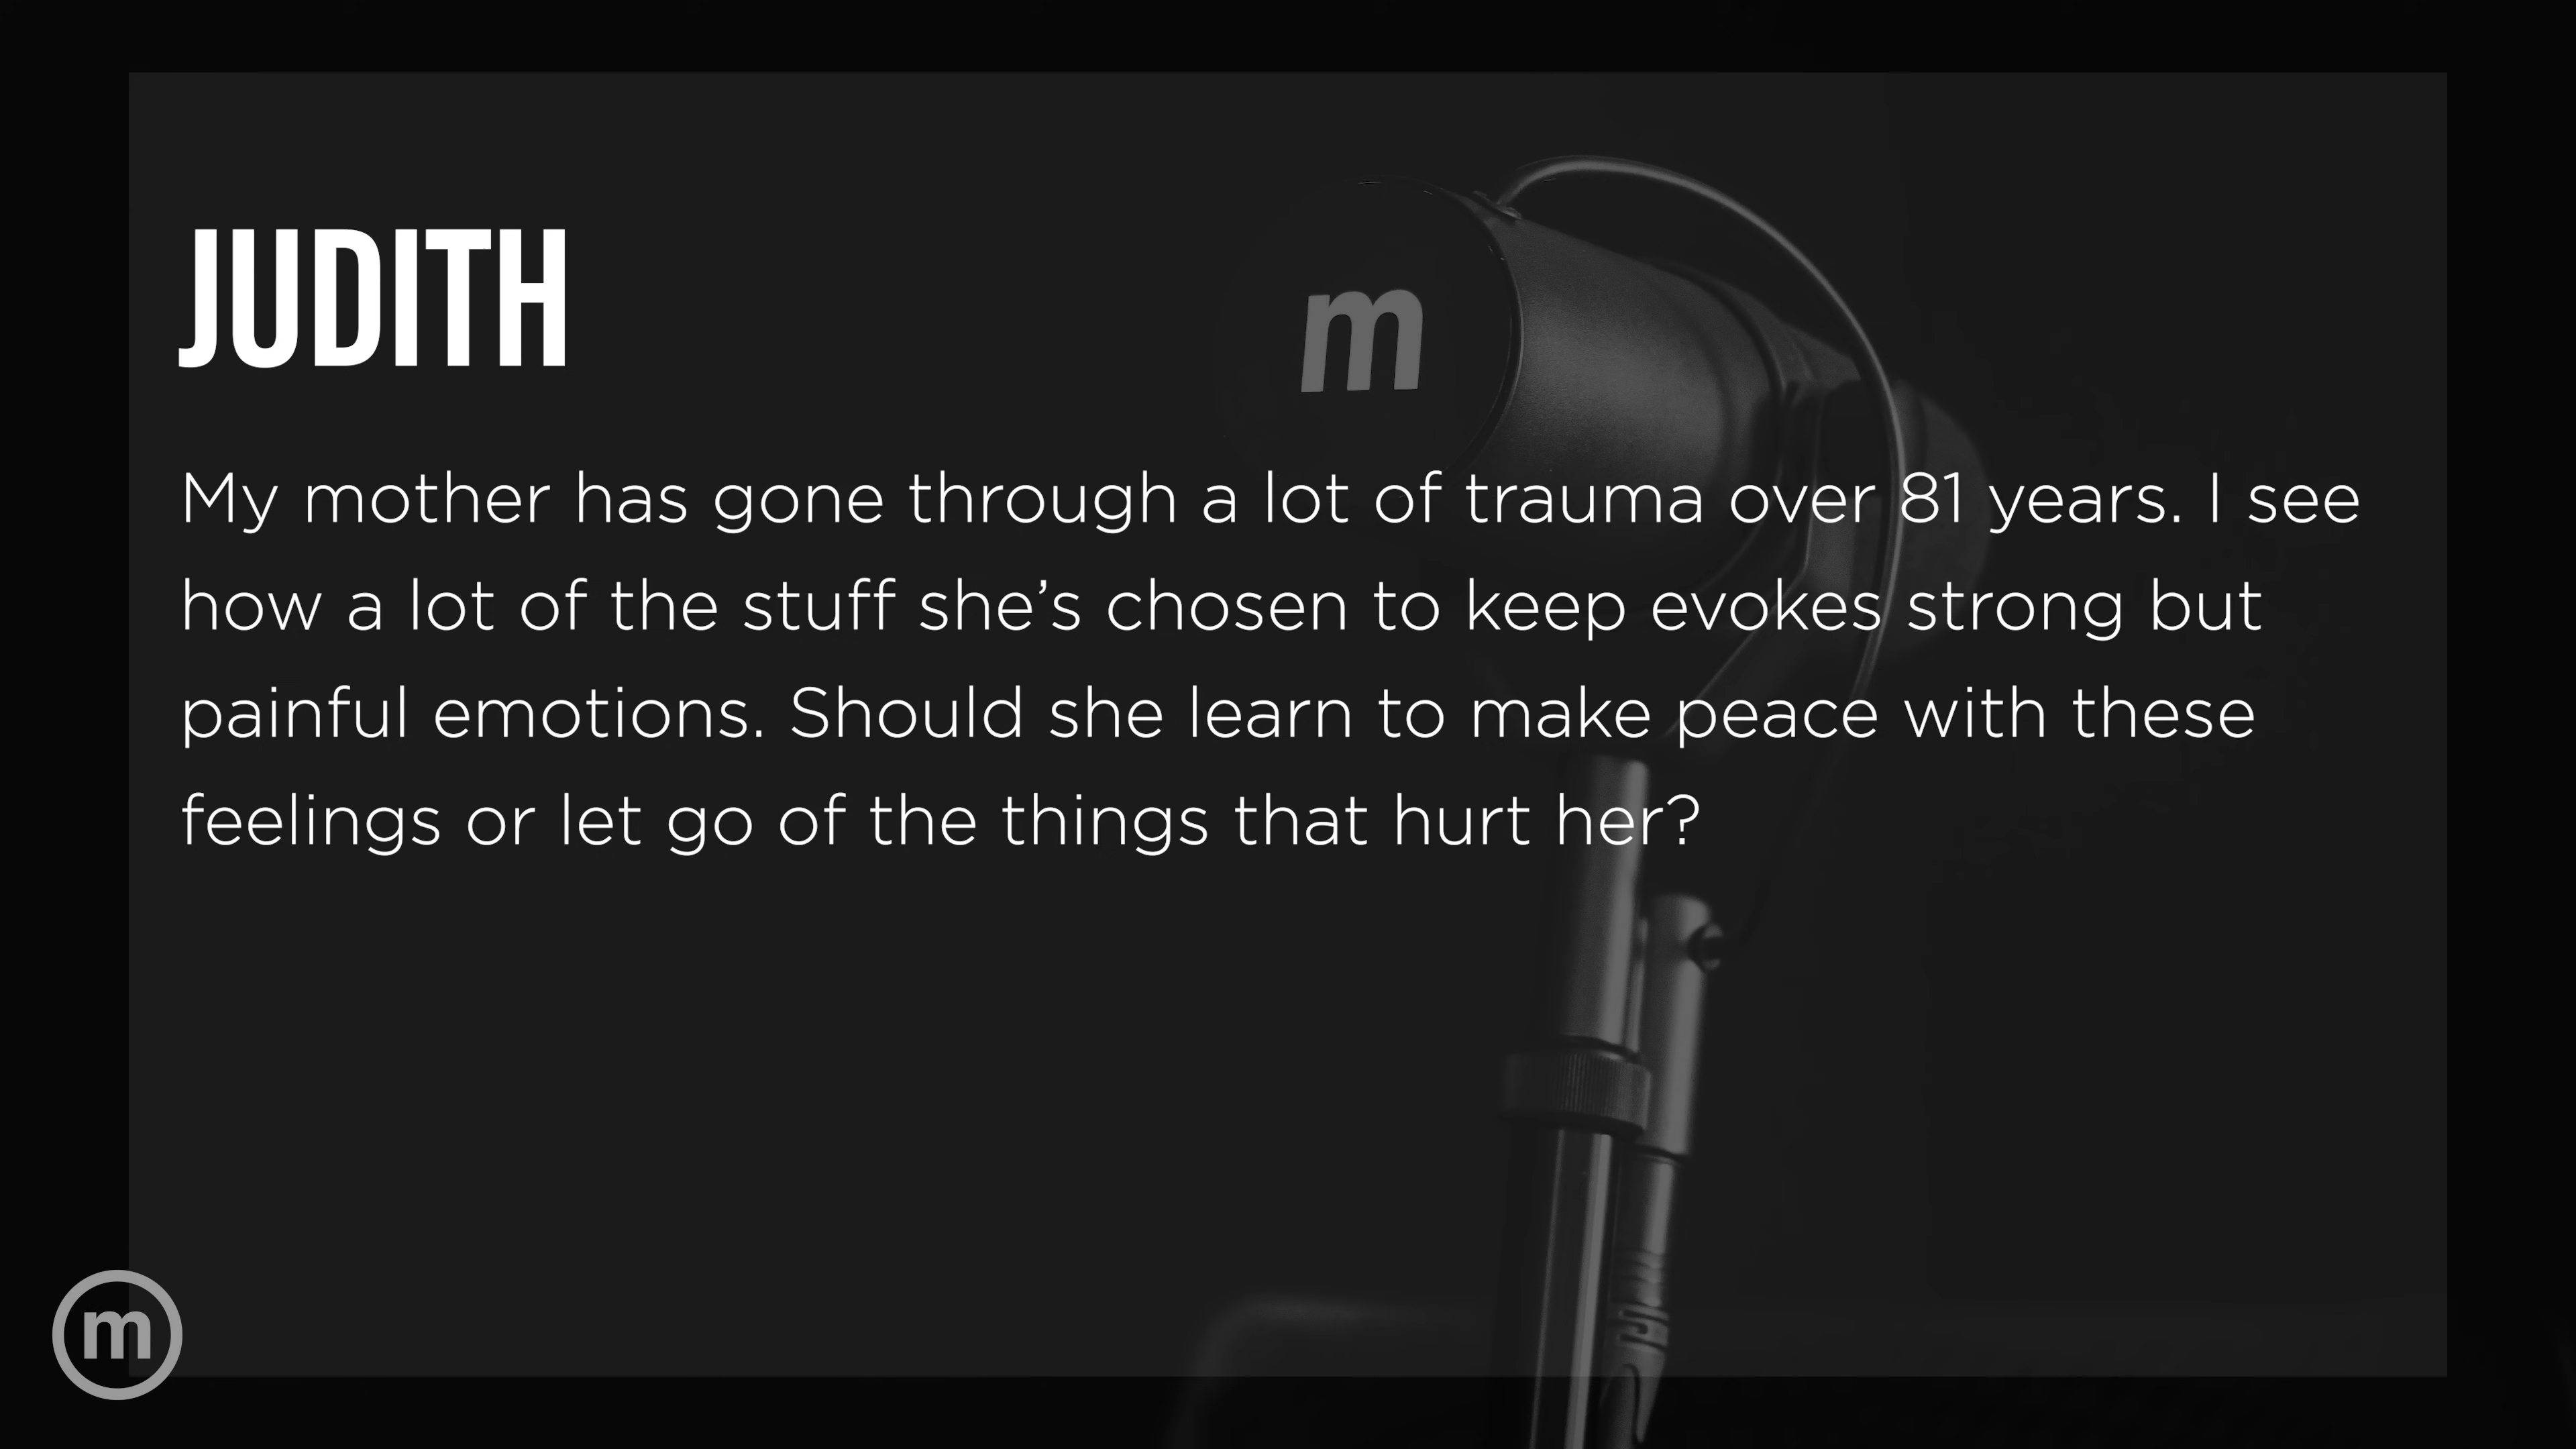 JUDITH
m
My mother has gone through a lot of trauma over 81 years. I see
how a lot of the stuff she’s chosen to keep evokes strong but
painful emotions. Should she learn to make peace with these
feelings or let go of the things that hurt her?
m